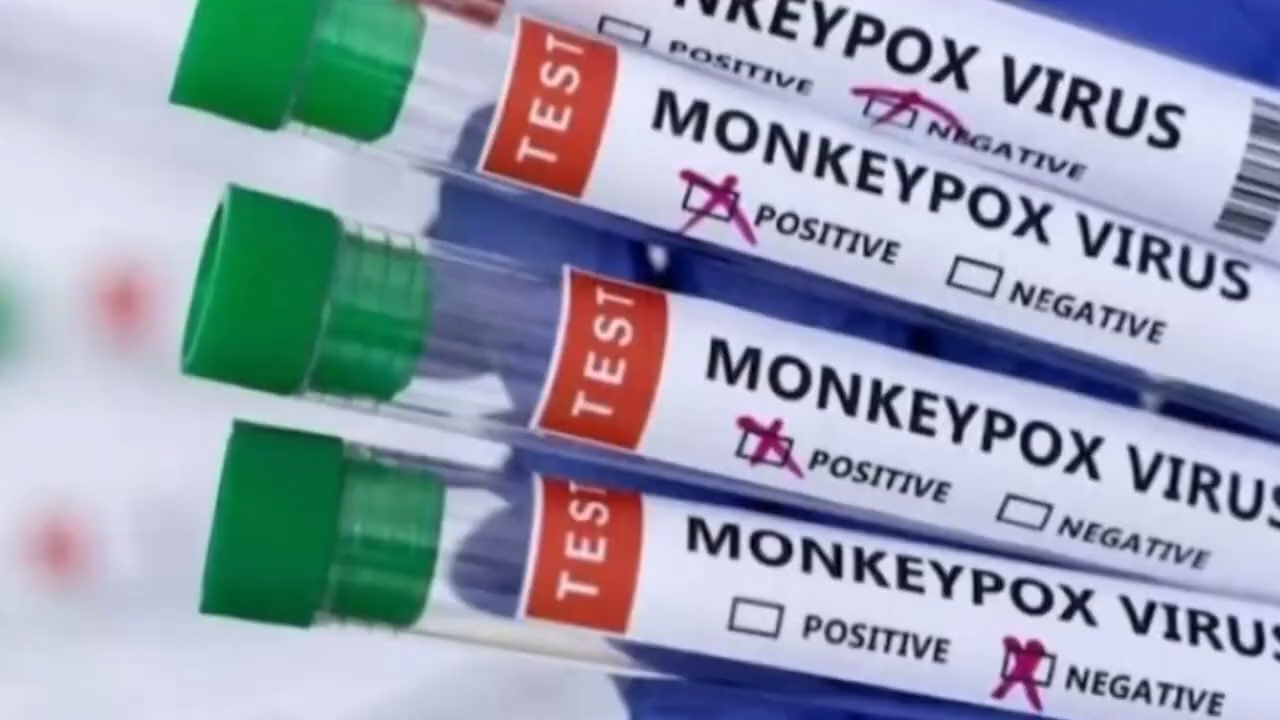 NKEYPOX VIRUS
POSITIVE
NEGATIVE
TEST
MONKEYPOX VIRUS
POSITIVE
NEGATIVE
TEST
MONKEYPOX VIRUS
POSITIVE
NEGATIVE
TEST
MONKEYPOX VIRUS
POSITIVE
NEGATIVE